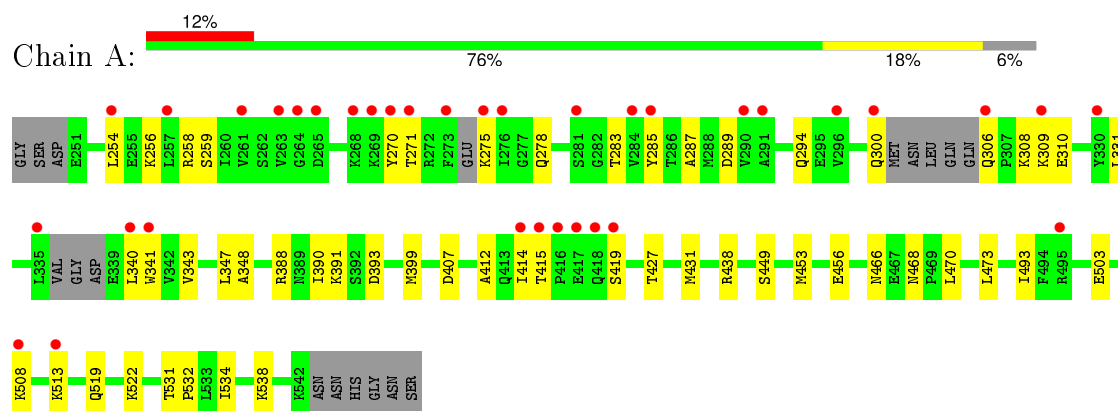 12%
Chain A:
76% 18% 6%
GLY SER ASP E251 L254 E255 K256 L257 R258 S259 I260 V261 S262 V263 G264 D265 K268 K269 Y270 T271 R272 F273 GLU K275 I276 G277 Q278 S281 G282 T283 V284 Y285 T286 A287 M288 D289 V290 A291 Q294 E295 V296 Q300 MET ASN LEU GLN GLN Q306 P307 K308 K309 E310 Y330 L331
L335 VAL GLY ASP E339 L340 W341 V342 V343 L347 A348 R388 N389 I390 K391 S392 D393 M399 D407 A412 Q413 I414 T415 P416 E417 Q418 S419 T427 M431 R438 S449 M453 E456 N466 E467 N468 P469 L470 L473 I493 F494 R495 E503
K508 K513 Q519 K522 T531 P532 L533 I534 K538 K542 ASN ASN HIS GLY ASN SER